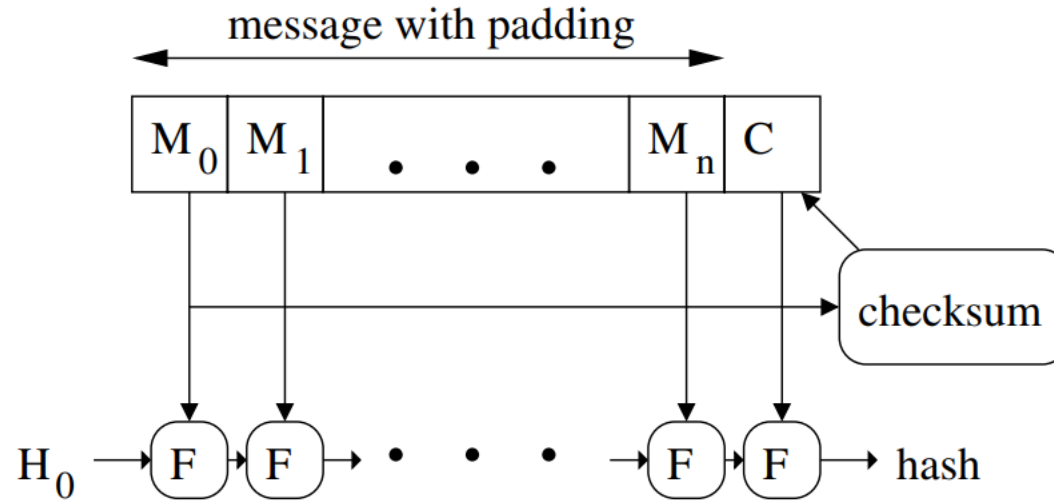 message with padding
M₀ M₁ • • • Mₙ C
checksum
H₀ F F • • • F F hash